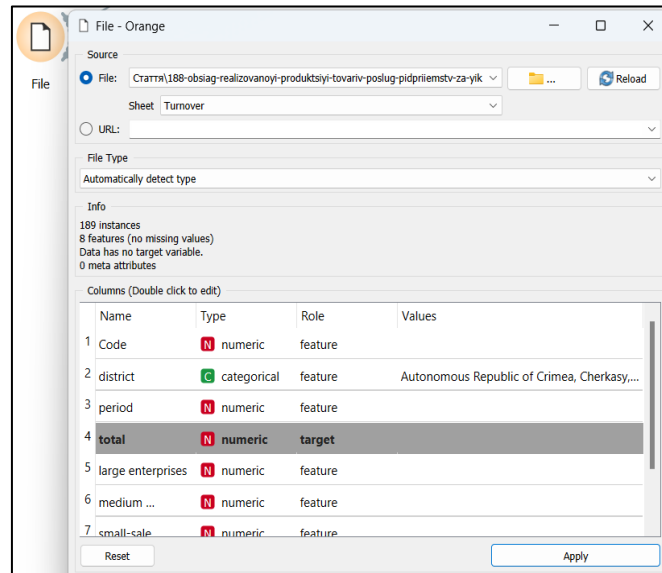 File - Orange
File
Source
File: Стаття\188-obsiag-realizovanoyi-produktsiyi-tovariv-poslug-pidpriiemstv-za-yik ... Reload
Sheet Turnover
URL:
File Type
Automatically detect type
Info
189 instances
8 features (no missing values)
Data has no target variable.
0 meta attributes
Columns (Double click to edit)
Name Type Role Values
1 Code N numeric feature
2 district C categorical feature Autonomous Republic of Crimea, Cherkasy,...
3 period N numeric feature
4 total N numeric target
5 large enterprises N numeric feature
6 medium ... N numeric feature
7 small-sale N numeric feature
Reset Apply